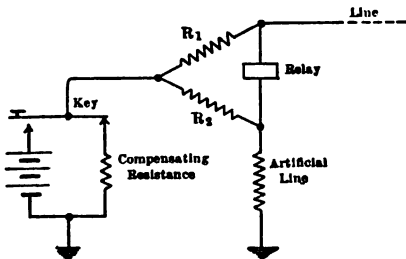 Line
R1
Relay
Key
R2
Compensating
Resistance
Artificial
Line